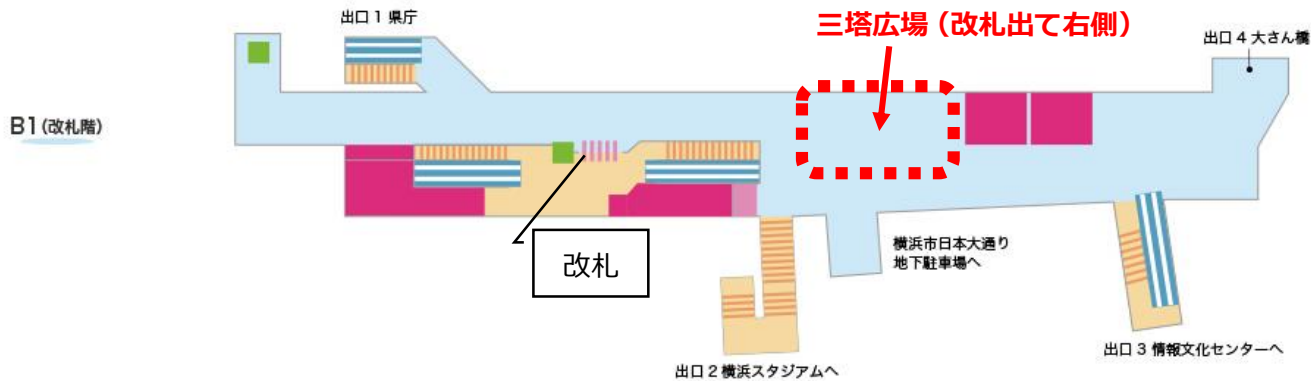 出口 1 県庁
三塔広場（改札出て右側）
出口 4 大さん橋
B1(改札階)
改札
横浜市日本大通り
地下駐車場へ
出口 3 情報文化センターへ
出口 2 横浜スタジアムへ